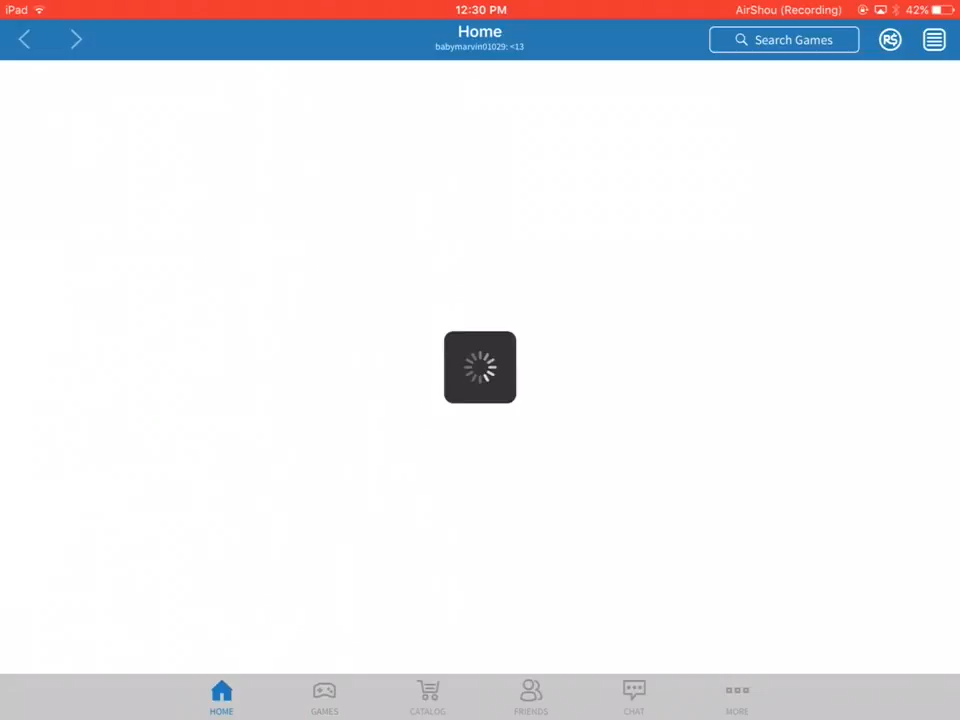 iPad 12:30 PM AirShou (Recording) 42%
Home
babymarvin01029: <13
Search Games
R$
HOME GAMES CATALOG FRIENDS CHAT MORE